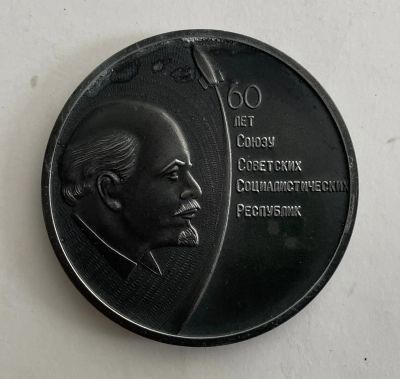 60
ЛЕТ
СОЮЗУ
СОВЕТСКИХ
СОЦИАЛИСТИЧЕСКИХ
РЕСПУБЛИК